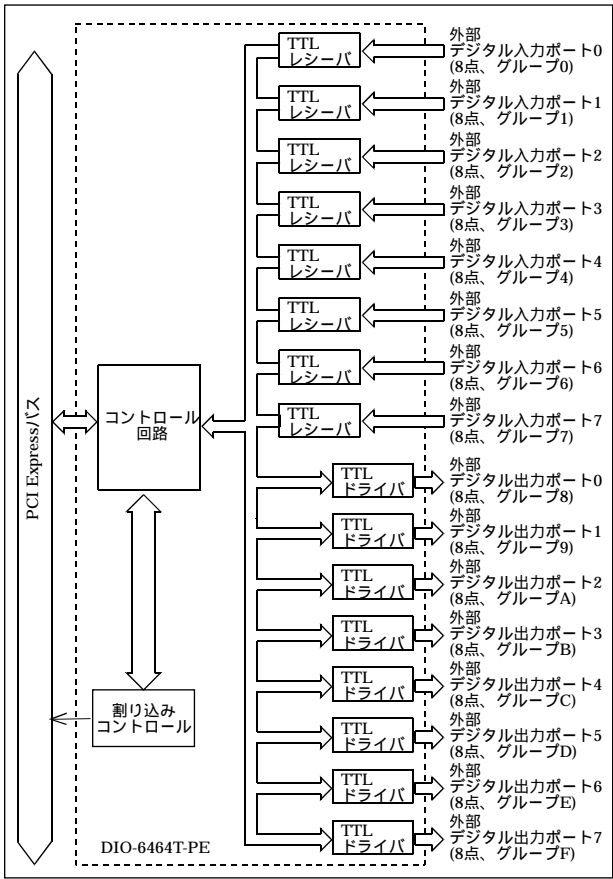 TTL
レシーバ
外部
デジタル入力ポート0
(8点、グループ0)
TTL
レシーバ
外部
デジタル入力ポート1
(8点、グループ1)
TTL
レシーバ
外部
デジタル入力ポート2
(8点、グループ2)
TTL
レシーバ
外部
デジタル入力ポート3
(8点、グループ3)
TTL
レシーバ
外部
デジタル入力ポート4
(8点、グループ4)
TTL
レシーバ
外部
デジタル入力ポート5
(8点、グループ5)
TTL
レシーバ
外部
デジタル入力ポート6
(8点、グループ6)
TTL
レシーバ
外部
デジタル入力ポート7
(8点、グループ7)
PCI Expressバス
コントロール
回路
TTL
ドライバ
外部
デジタル出力ポート0
(8点、グループ8)
TTL
ドライバ
外部
デジタル出力ポート1
(8点、グループ9)
TTL
ドライバ
外部
デジタル出力ポート2
(8点、グループA)
TTL
ドライバ
外部
デジタル出力ポート3
(8点、グループB)
TTL
ドライバ
外部
デジタル出力ポート4
(8点、グループC)
割り込み
コントロール
TTL
ドライバ
外部
デジタル出力ポート5
(8点、グループD)
TTL
ドライバ
外部
デジタル出力ポート6
(8点、グループE)
TTL
ドライバ
外部
デジタル出力ポート7
(8点、グループF)
DIO-6464T-PE